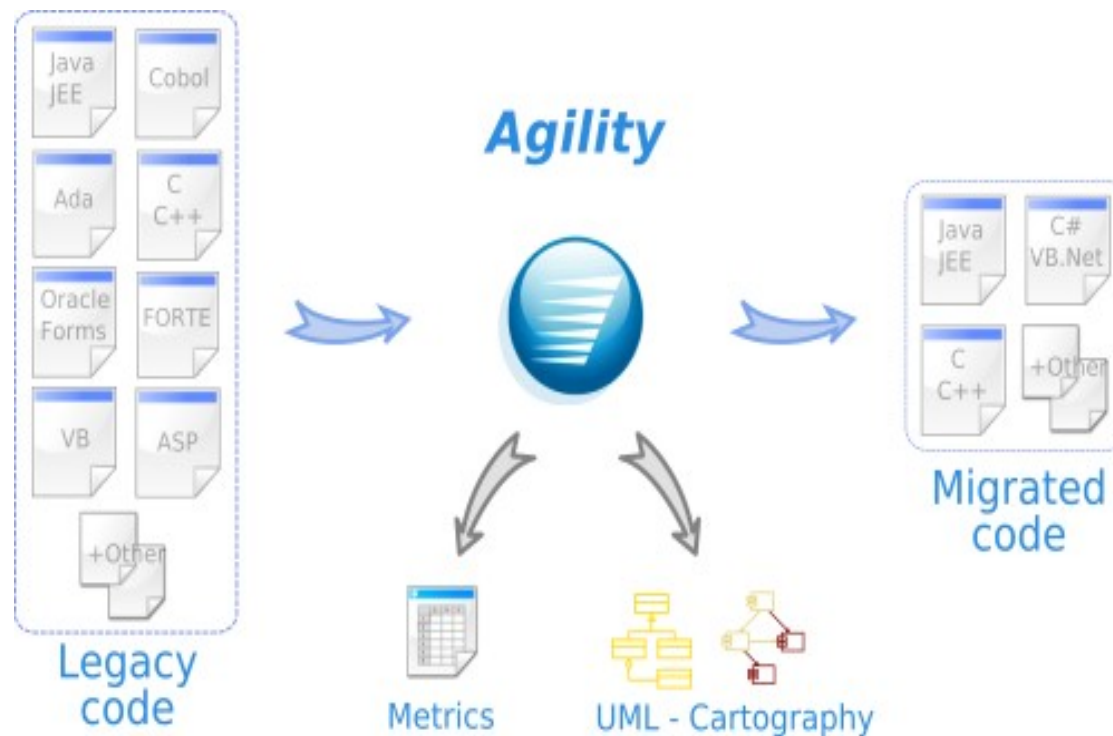 Java
JEE
Cobol
Ada
C
C++
Oracle
Forms
FORTE
VB
ASP
+Other
Legacy
code
Agility
Metrics
UML - Cartography
Java
JEE
C#
VB.Net
C
C++
+Other
Migrated
code